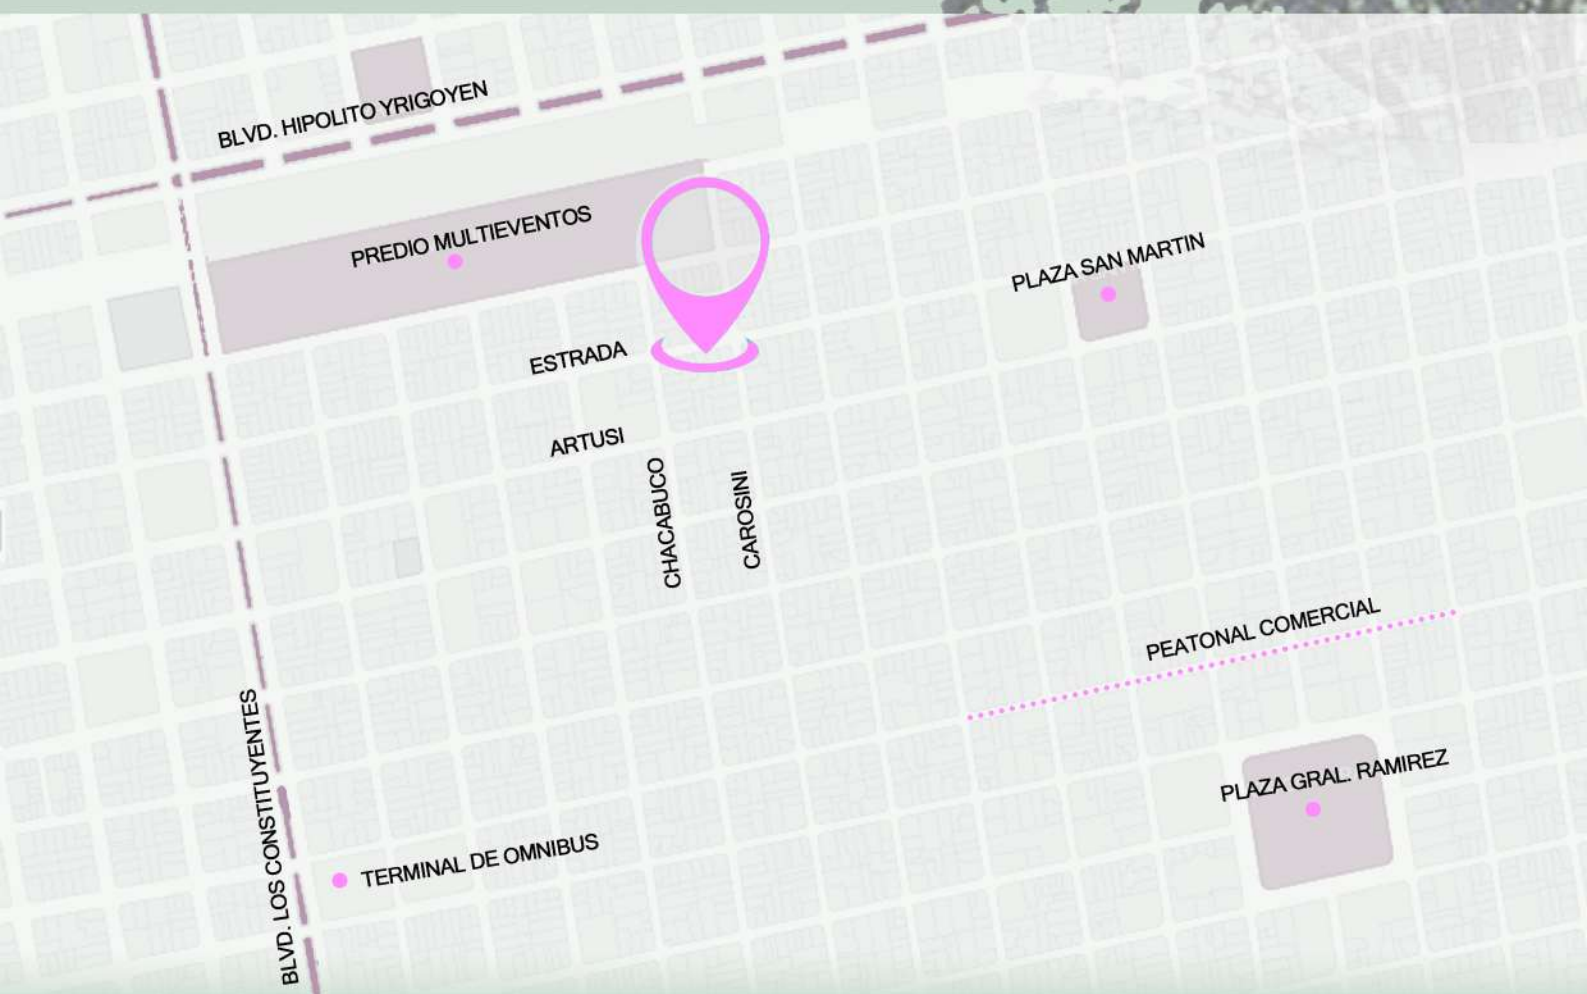 BLVD. HIPOLITO YRIGOYEN
PREDIO MULTIEVENTOS
PLAZA SAN MARTIN
ESTRADA
ARTUSI
CHACABUCO
CAROSINI
PEATONAL COMERCIAL
BLVD. LOS CONSTITUYENTES
PLAZA GRAL. RAMIREZ
TERMINAL DE OMNIBUS